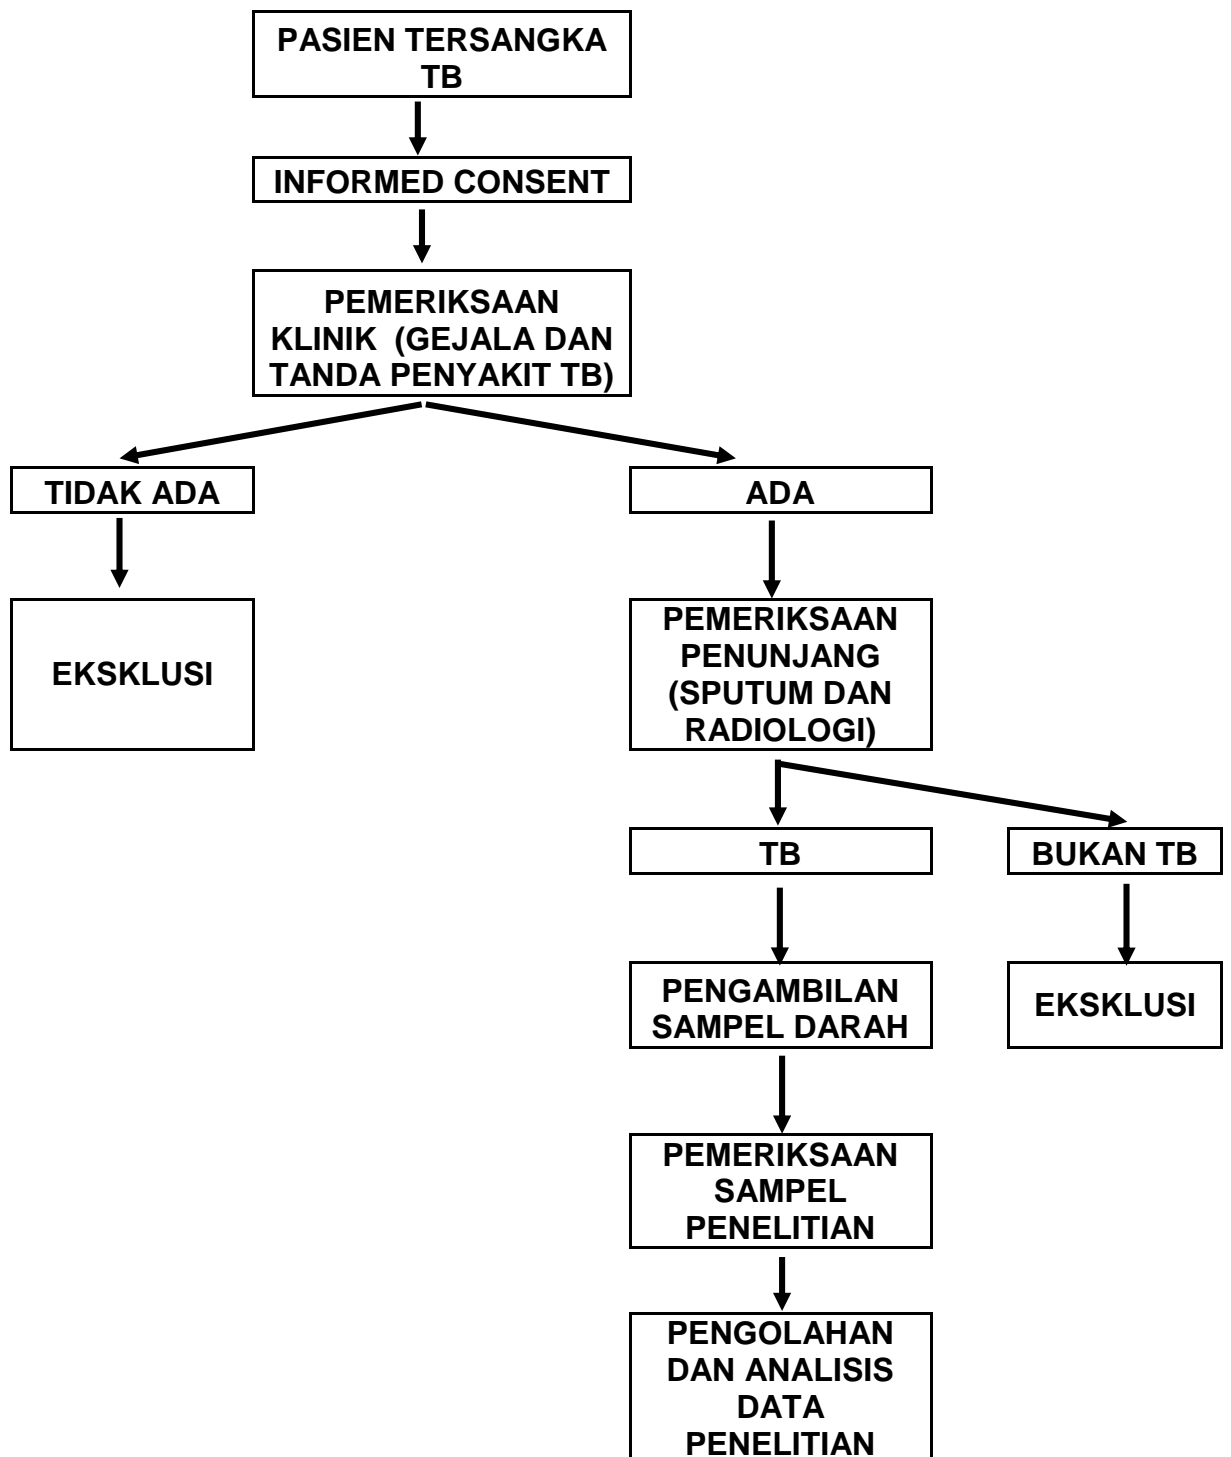 PASIEN TERSANGKA
TB
INFORMED CONSENT
PEMERIKSAAN
KLINIK  (GEJALA DAN
TANDA PENYAKIT TB)
TIDAK ADA
ADA
EKSKLUSI
PEMERIKSAAN
PENUNJANG
(SPUTUM DAN
RADIOLOGI)
TB
BUKAN TB
PENGAMBILAN
SAMPEL DARAH
EKSKLUSI
PEMERIKSAAN
SAMPEL
PENELITIAN
PENGOLAHAN
DAN ANALISIS
DATA
PENELITIAN